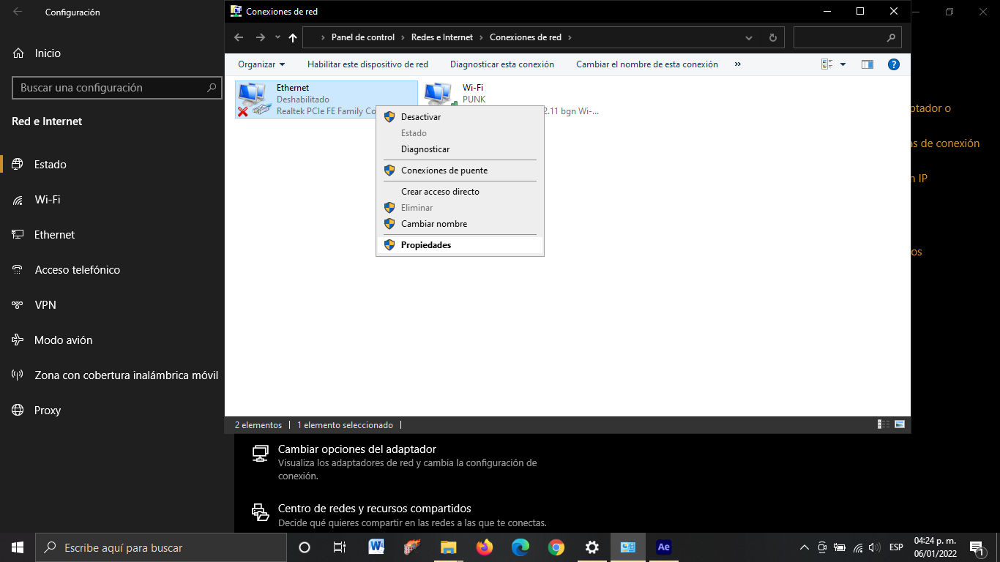 Configuración
Inicio
Buscar una configuración
Red e Internet
Estado
Wi-Fi
Ethernet
Acceso telefónico
VPN
Modo avión
Zona con cobertura inalámbrica móvil
Proxy
Conexiones de red
Panel de control > Redes e Internet > Conexiones de red >
Organizar Habilitar este dispositivo de red Diagnosticar esta conexión Cambiar el nombre de esta conexión »
Ethernet
Deshabilitado
Realtek PCIe FE Family Co
Wi-Fi
PUNK
2.11 bgn Wi-...
Desactivar
Estado
Diagnosticar
Conexiones de puente
Crear acceso directo
Eliminar
Cambiar nombre
Propiedades
2 elementos
1 elemento seleccionado
ptador o
as de conexión
n IP
os
Cambiar opciones del adaptador
Visualiza los adaptadores de red y cambia la configuración de
conexión.
Centro de redes y recursos compartidos
Decide qué quieres compartir en las redes a las que te conectas.
Escribe aquí para buscar
W
Ae
ESP
04:24 p. m.
06/01/2022
1